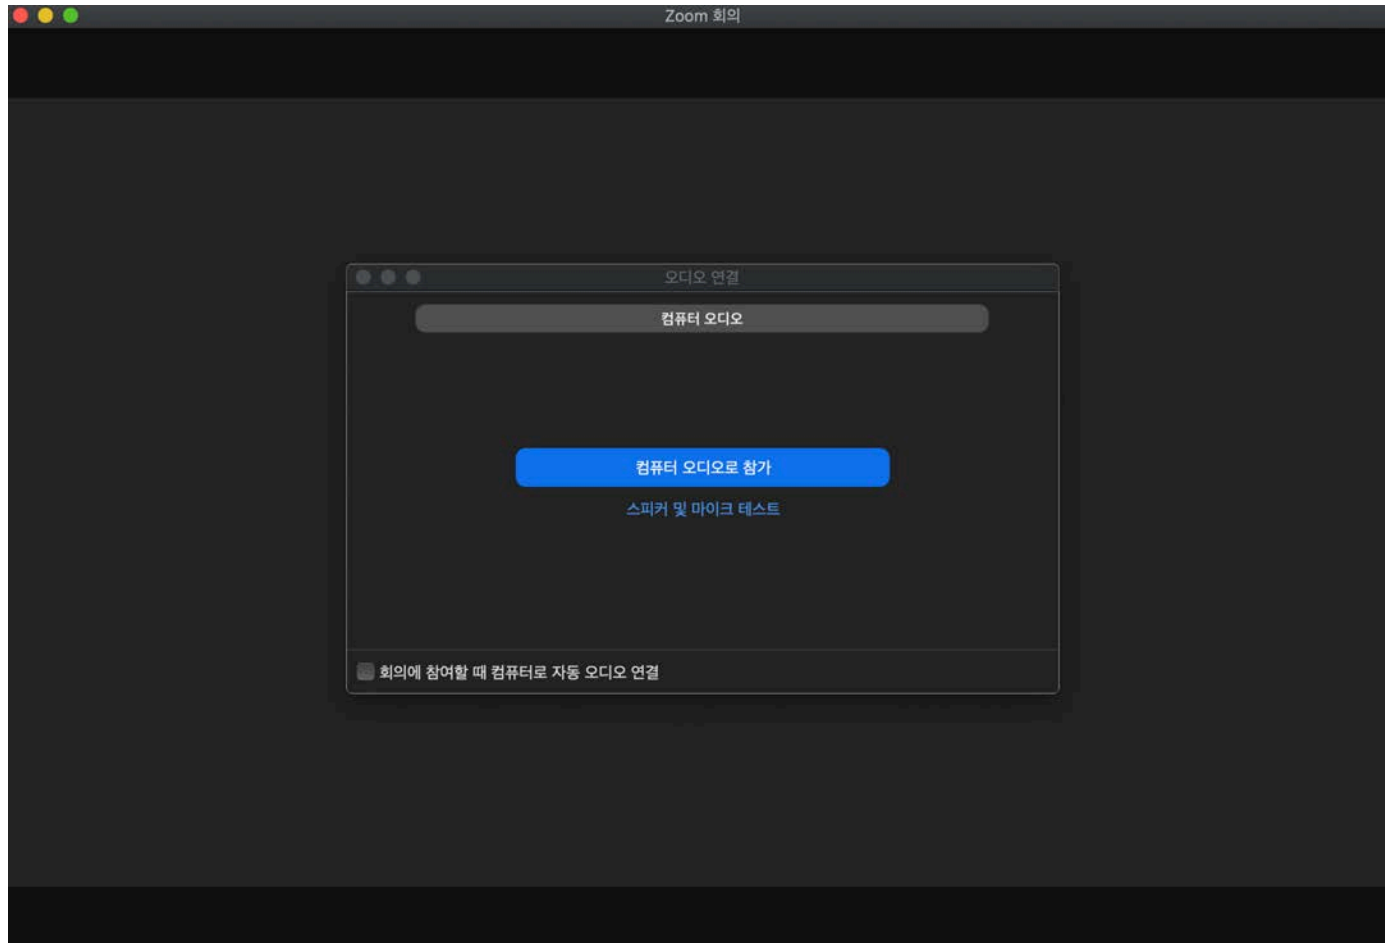 Zoom 회의
오디오 연결
컴퓨터 오디오
컴퓨터 오디오로 참가
스피커 및 마이크 테스트
회의에 참여할 때 컴퓨터로 자동 오디오 연결